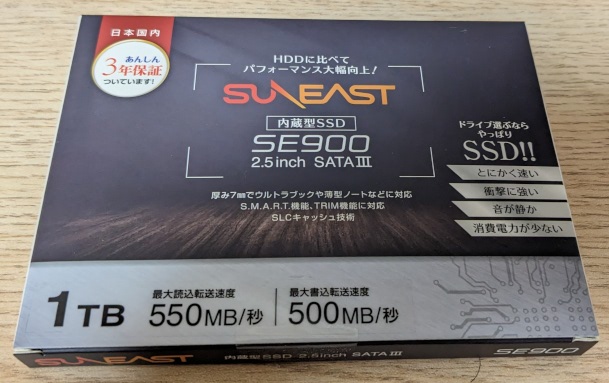 日本国内
あんしん
3年保証
ついています!
HDDに比べて
パフォーマンス大幅向上!
SUNEAST
内蔵型SSD
SE900
2.5inch SATAⅢ
厚み7mmでウルトラブックや薄型ノートなどに対応
S.M.A.R.T.機能、TRIM機能に対応
SLCキャッシュ技術
ドライブ選ぶなら
やっぱり
SSD!!
とにかく速い
衝撃に強い
音が静か
消費電力が少ない
1TB
最大読込転送速度
550MB/秒
最大書込転送速度
500MB/秒
SUNEAST 内蔵型SSD 2.5inch SATAⅢ SE900